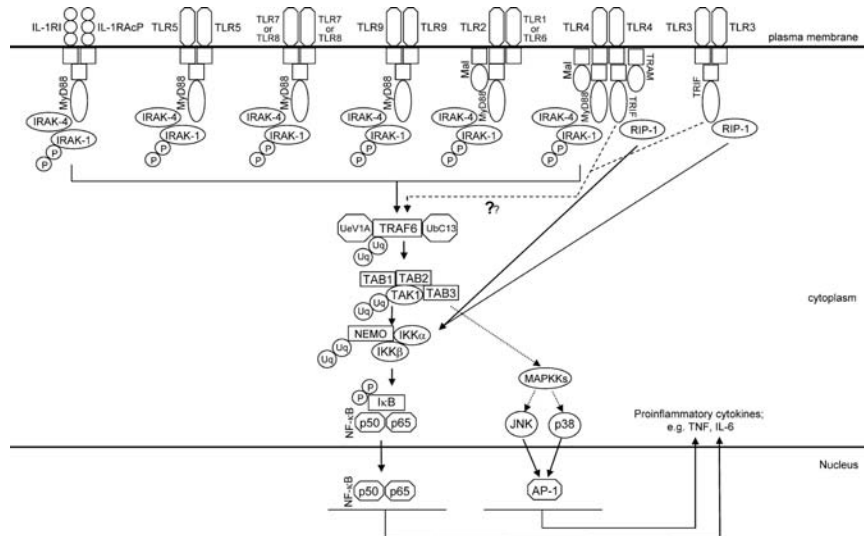 IL-1RI IL-1RAcP TLR5 TLR5 TLR7 or TLR8 TLR7 or TLR8 TLR9 TLR9 TLR2 TLR1 or TLR6 TLR4 TLR4 TLR3 TLR3
plasma membrane
MyD88 MyD88 MyD88 MyD88 Mal MyD88 Mal MyD88 TRIF TRAM TRIF
IRAK-4 IRAK-4 IRAK-4 IRAK-4 IRAK-4 IRAK-4
IRAK-1 IRAK-1 IRAK-1 IRAK-1 IRAK-1 IRAK-1 RIP-1 RIP-1
P P P P P P
P P P P P P
??
UeV1A TRAF6 UbC13
Uq
Uq
TAB1 TAB2
TAK1 TAB3
Uq
Uq
cytoplasm
NEMO IKKα
Uq
Uq
IKKβ
MAPKKs
P
P
IκB
NF-κB p50 p65
JNK p38
Proinflammatory cytokines;
e.g. TNF, IL-6
Nucleus
NF-κB p50 p65
AP-1